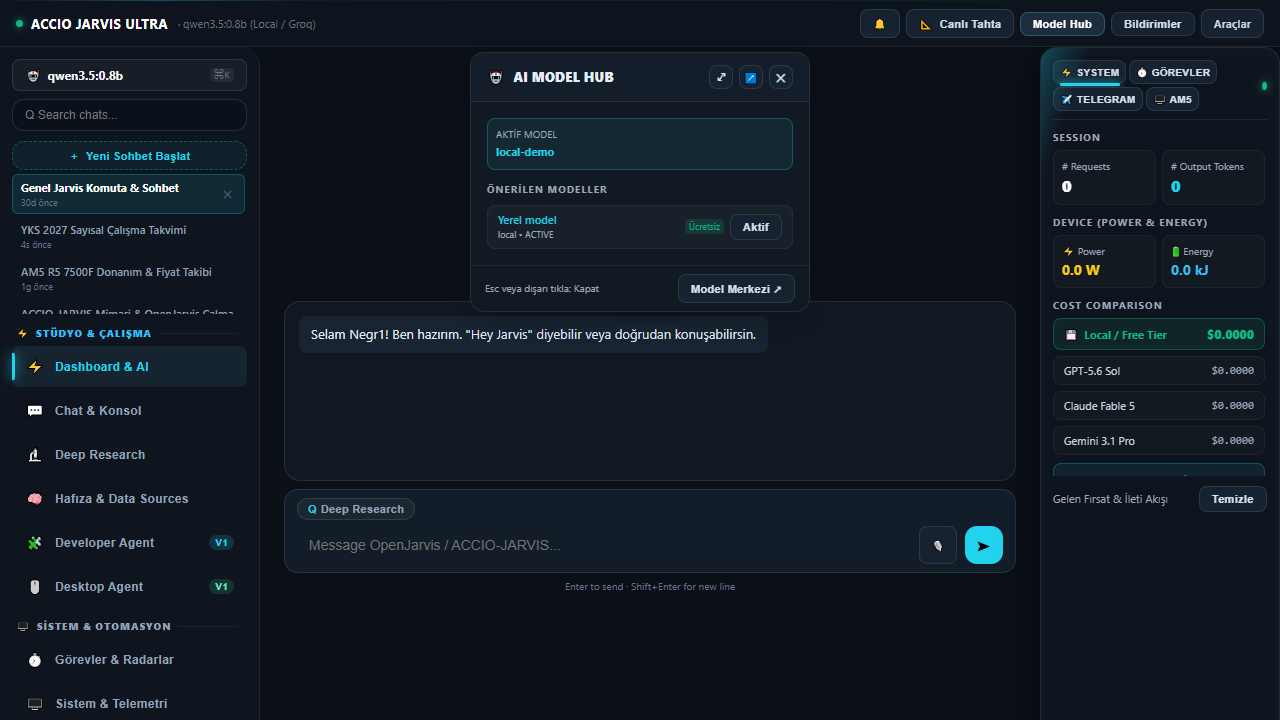 ACCIO JARVIS ULTRA · qwen3.5:0.8b (Local / Groq)
Canlı Tahta
Model Hub
Bildirimler
Araçlar
qwen3.5:0.8b ⌘K
Search chats...
+ Yeni Sohbet Başlat
Genel Jarvis Komuta & Sohbet
30d önce
YKS 2027 Sayısal Çalışma Takvimi
4s önce
AM5 R5 7500F Donanım & Fiyat Takibi
1g önce
STÜDYO & ÇALIŞMA
Dashboard & AI
Chat & Konsol
Deep Research
Hafıza & Data Sources
Developer Agent V1
Desktop Agent V1
SİSTEM & OTOMASYON
Görevler & Radarlar
Sistem & Telemetri
AI MODEL HUB
AKTİF MODEL
local-demo
ÖNERİLEN MODELLER
Yerel model
local • ACTIVE
Ücretsiz
Aktif
Esc veya dışarı tıkla: Kapat
Model Merkezi ↗
Selam Negr1! Ben hazırım. "Hey Jarvis" diyebilir veya doğrudan konuşabilirsin.
Deep Research
Message OpenJarvis / ACCIO-JARVIS...
Enter to send · Shift+Enter for new line
SYSTEM
GÖREVLER
TELEGRAM
AM5
SESSION
# Requests
0
# Output Tokens
0
DEVICE (POWER & ENERGY)
Power
0.0 W
Energy
0.0 kJ
COST COMPARISON
Local / Free Tier $0.0000
GPT-5.6 Sol $0.0000
Claude Fable 5 $0.0000
Gemini 3.1 Pro $0.0000
Gelen Fırsat & İleti Akışı
Temizle